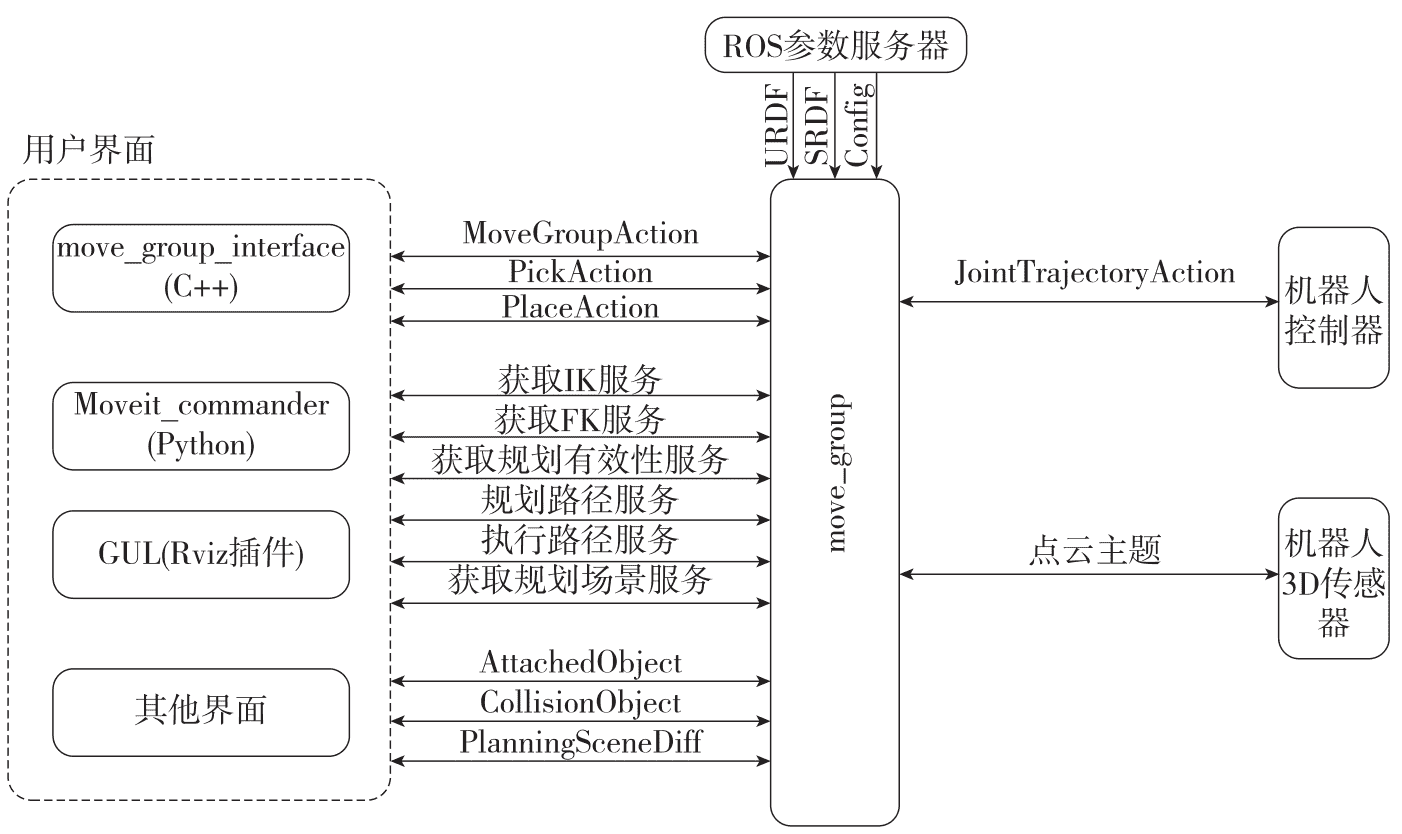 ROS参数服务器
URDF
SRDF
Config
用户界面
move_group_interface
(C++)
Moveit_commander
(Python)
GUL(Rviz插件)
其他界面
MoveGroupAction
PickAction
PlaceAction
获取IK服务
获取FK服务
获取规划有效性服务
规划路径服务
执行路径服务
获取规划场景服务
AttachedObject
CollisionObject
PlanningSceneDiff
move_group
JointTrajectoryAction
机器人
控制器
点云主题
机器人
3D传感
器